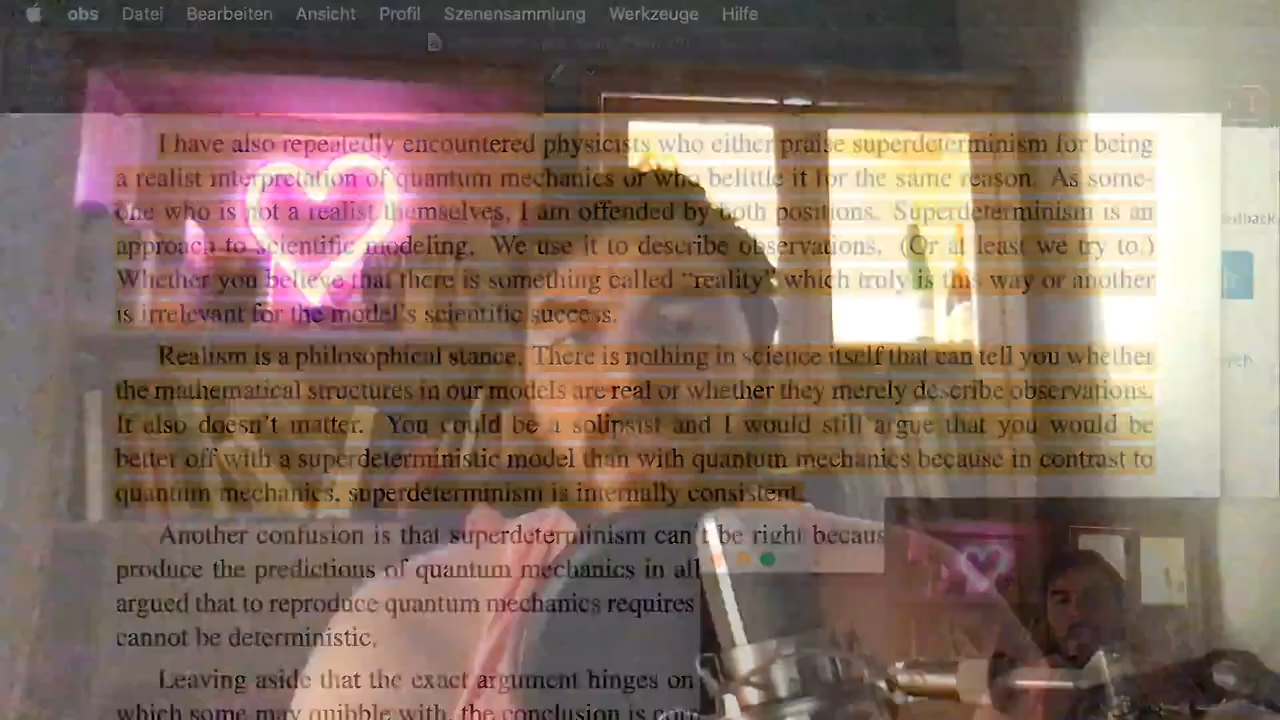 obs Datei Bearbeiten Ansicht Profil Szenensammlung Werkzeuge Hilfe
I have also repeatedly encountered physicists who either praise superdeterminism for being
a realist interpretation of quantum mechanics or who belittle it for the same reason. As some-
one who is not a realist themselves, I am offended by both positions. Superdeterminism is an
approach to scientific modeling. We use it to describe observations. (Or at least we try to.)
Whether you believe that there is something called "reality" which truly is this way or another
is irrelevant for the model's scientific success.
Realism is a philosophical stance. There is nothing in science itself that can tell you whether
the mathematical structures in our models are real or whether they merely describe observations.
It also doesn't matter. You could be a solipsist and I would still argue that you would be
better off with a superdeterministic model than with quantum mechanics because in contrast to
quantum mechanics, superdeterminism is internally consistent.
Another confusion is that superdeterminism can't be right becaus
produce the predictions of quantum mechanics in all
argued that to reproduce quantum mechanics requires
cannot be deterministic.
Leaving aside that the exact argument hinges on
which some may quibble with, the conclusion is